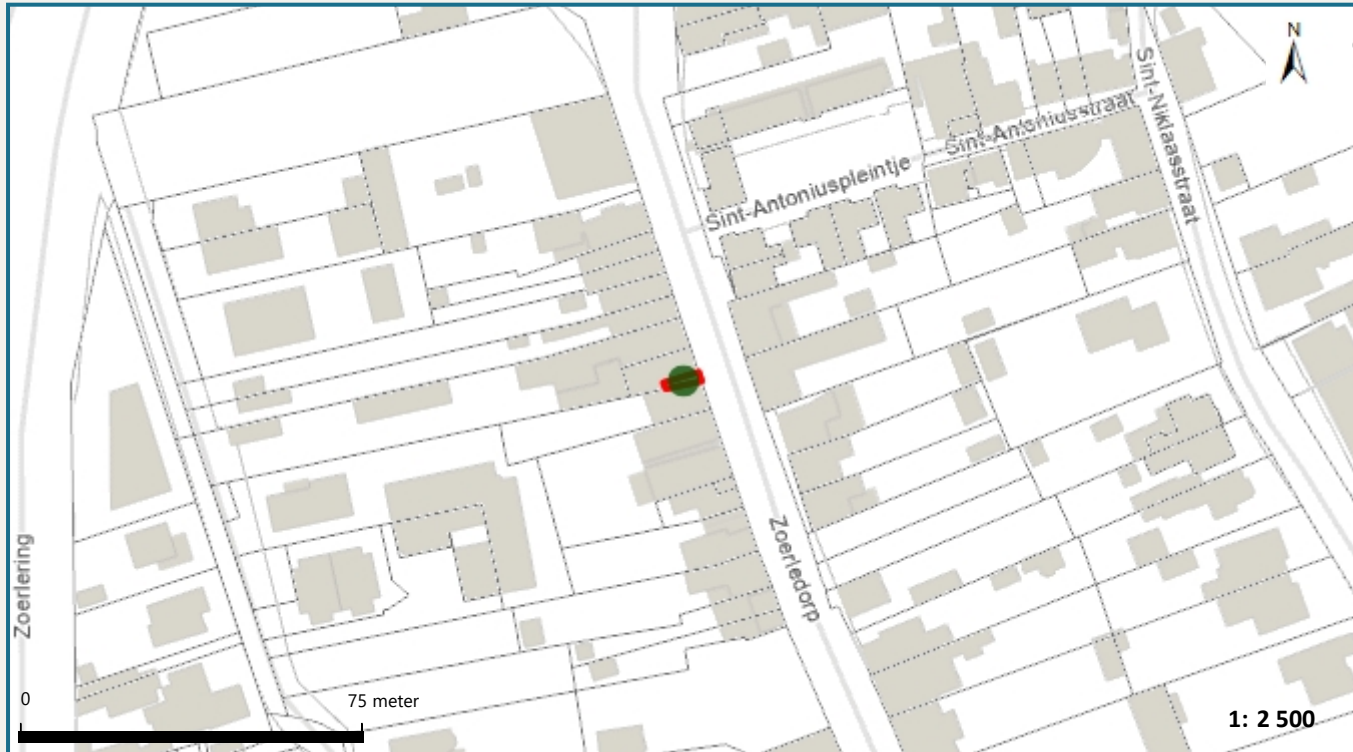 N
Sint-Niklaasstraat
Sint-Antoniusstraat
Sint-Antoniuspleintje
Zoerledorp
Zoerlering
0
75 meter
1: 2 500